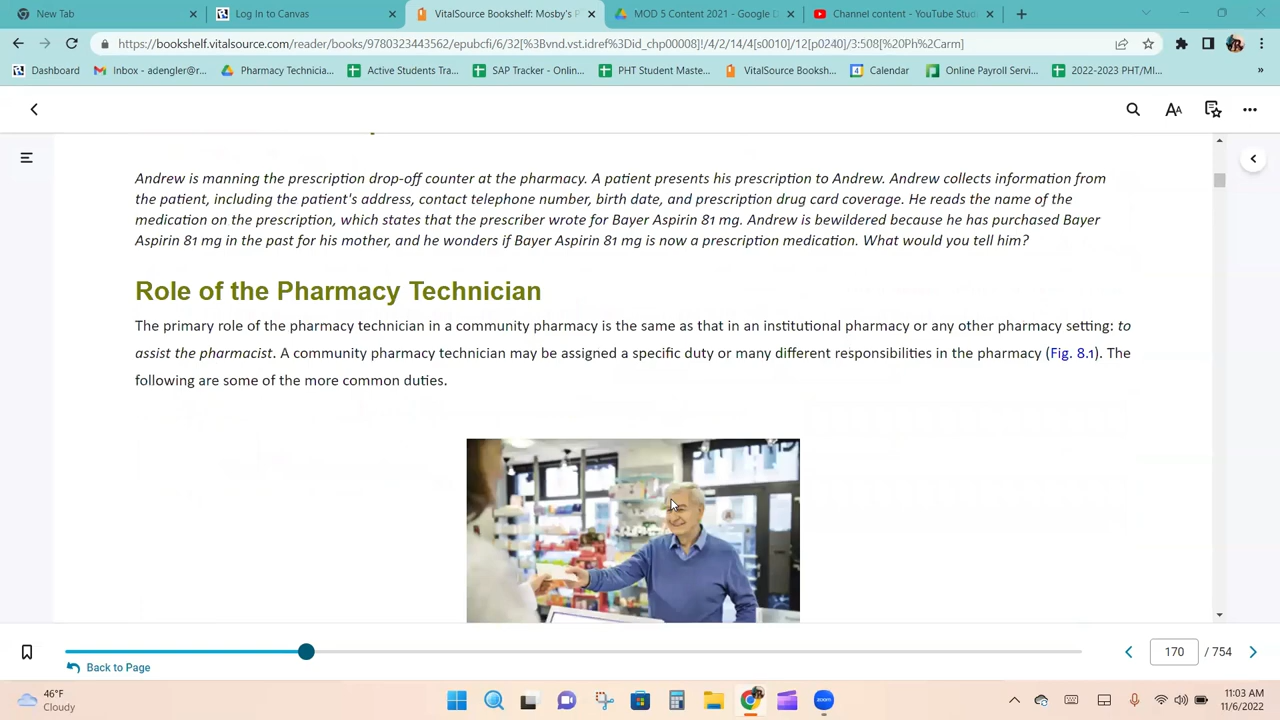 New Tab
Log In to Canvas
VitalSource Bookshelf: Mosby's P
MOD 5 Content 2021 - Google D
Channel content - YouTube Stud
https://bookshelf.vitalsource.com/reader/books/9780323443562/epubcfi/6/32[%3Bvnd.vst.idref%3Did_chp00008]!/4/2/14/4[s0010]/12[p0240]/3:508[%20Ph%2Carm]
Dashboard
Inbox - adengler@r...
Pharmacy Technicia...
Active Students Tra...
SAP Tracker - Onlin...
PHT Student Maste...
VitalSource Booksh...
Calendar
Online Payroll Servi...
2022-2023 PHT/MI...
»
AA
Andrew is manning the prescription drop-off counter at the pharmacy. A patient presents his prescription to Andrew. Andrew collects information from
the patient, including the patient's address, contact telephone number, birth date, and prescription drug card coverage. He reads the name of the
medication on the prescription, which states that the prescriber wrote for Bayer Aspirin 81 mg. Andrew is bewildered because he has purchased Bayer
Aspirin 81 mg in the past for his mother, and he wonders if Bayer Aspirin 81 mg is now a prescription medication. What would you tell him?
Role of the Pharmacy Technician
The primary role of the pharmacy technician in a community pharmacy is the same as that in an institutional pharmacy or any other pharmacy setting: to
assist the pharmacist. A community pharmacy technician may be assigned a specific duty or many different responsibilities in the pharmacy (Fig. 8.1). The
following are some of the more common duties.
170 / 754
Back to Page
46°F
Cloudy
zoom
11:03 AM
11/6/2022